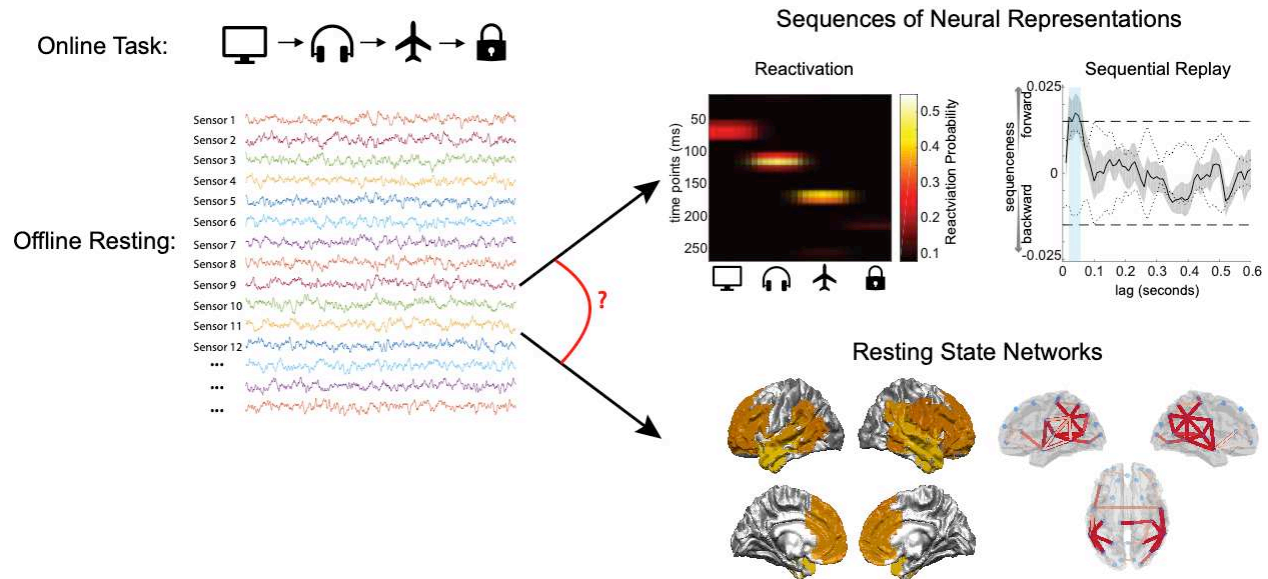 Online Task:
Offline Resting:
Sensor 1
Sensor 2
Sensor 3
Sensor 4
Sensor 5
Sensor 6
Sensor 7
Sensor 8
Sensor 9
Sensor 10
Sensor 11
Sensor 12
...
...
...
?
Sequences of Neural Representations
Reactivation
50
100
150
200
250
time points (ms)
0.5
0.4
0.3
0.2
0.1
Reactviation Probability
Sequential Replay
0.025
0
-0.025
forward
sequenceness
backward
0
0.1
0.2
0.3
0.4
0.5
0.6
lag (seconds)
Resting State Networks